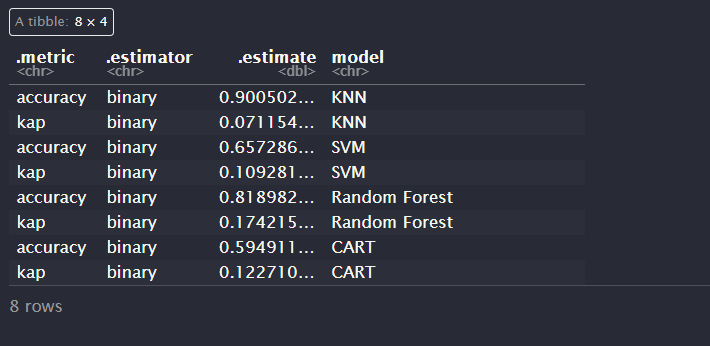 A tibble: 8 × 4
.metric .estimator .estimate model
<chr> <chr> <dbl> <chr>
accuracy binary 0.900502... KNN
kap binary 0.071154... KNN
accuracy binary 0.657286... SVM
kap binary 0.109281... SVM
accuracy binary 0.818982... Random Forest
kap binary 0.174215... Random Forest
accuracy binary 0.594911... CART
kap binary 0.122710... CART
8 rows